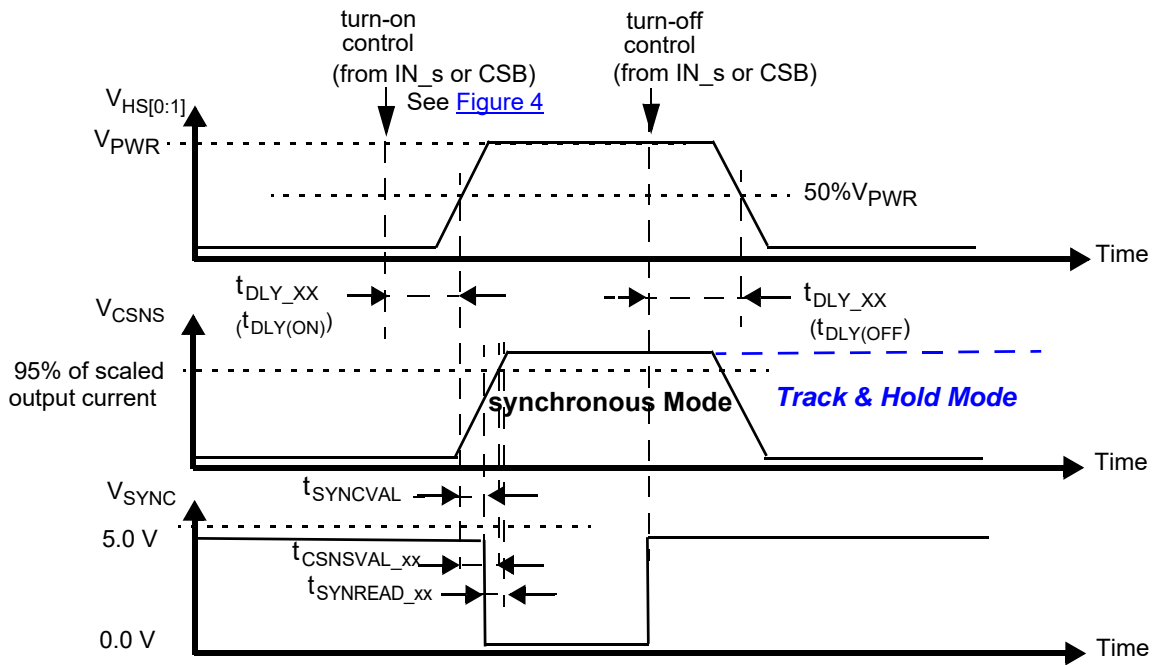 turn-on
control
(from IN_s or CSB)
See Figure 4
turn-off
control
(from IN_s or CSB)
VHS[0:1]
VPWR
50%VPWR
Time
tDLY_XX
(tDLY(ON))
tDLY_XX
(tDLY(OFF)
VCSNS
95% of scaled
output current
synchronous Mode
Track & Hold Mode
Time
VSYNC
tSYNCVAL
5.0 V
tCSNSVAL_xx
tSYNREAD_xx
0.0 V
Time